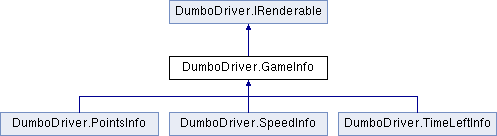 DumboDriver.IRenderable
DumboDriver.GameInfo
DumboDriver.PointsInfo
DumboDriver.SpeedInfo
DumboDriver.TimeLeftInfo